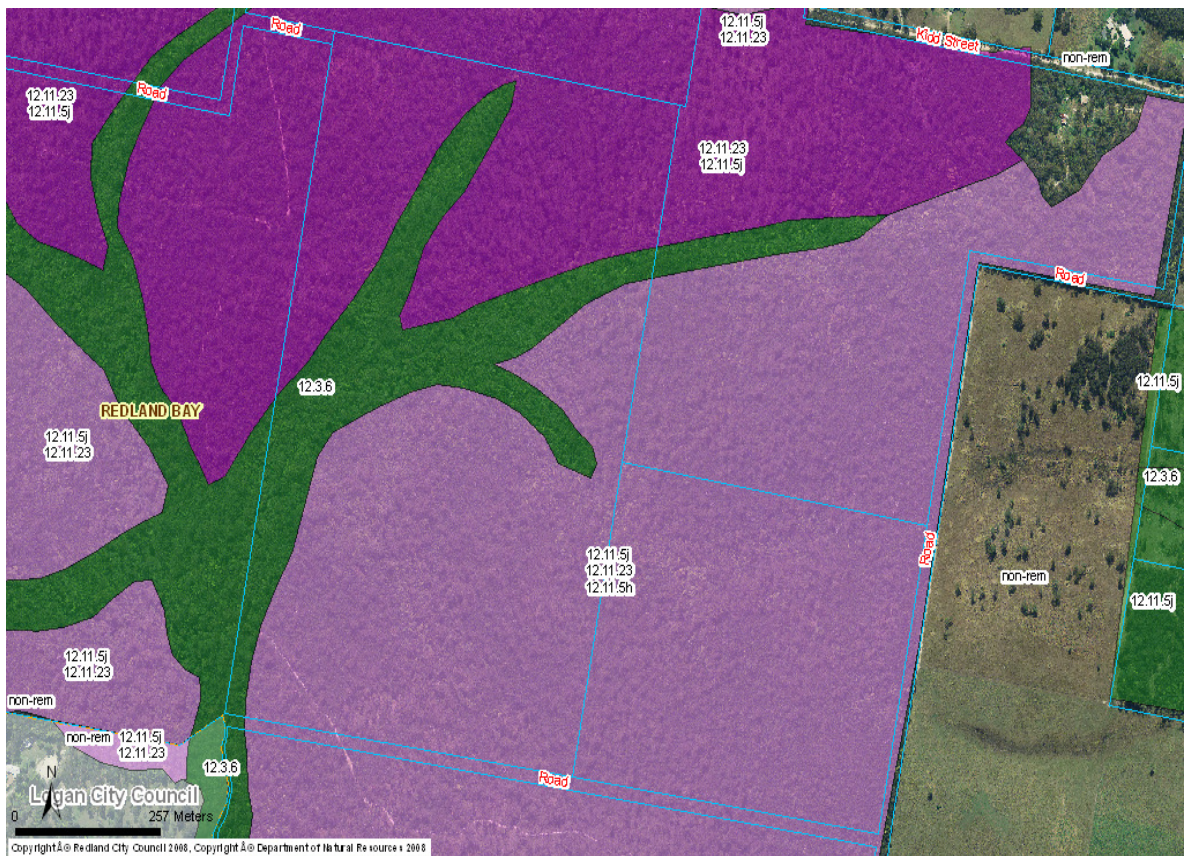 Road
12.11.5j
12.11.23
Kidd Street
non-rem
Road
12.11.23
12.11.5j
12.11.23
12.11.5j
Road
12.11.5j
12.3.6
REDLAND BAY
12.11.5j
12.11.23
12.3.6
Road
12.11.5j
12.11.23
12.11.5h
non-rem
12.11.5j
12.11.5j
12.11.23
non-rem
non-rem
12.11.5j
12.11.23
12.3.6
N
Road
Logan City Council
0
257 Meters
Copyright Â© Redland City Council 2008, Copyright Â© Department of Natural Resources 2008